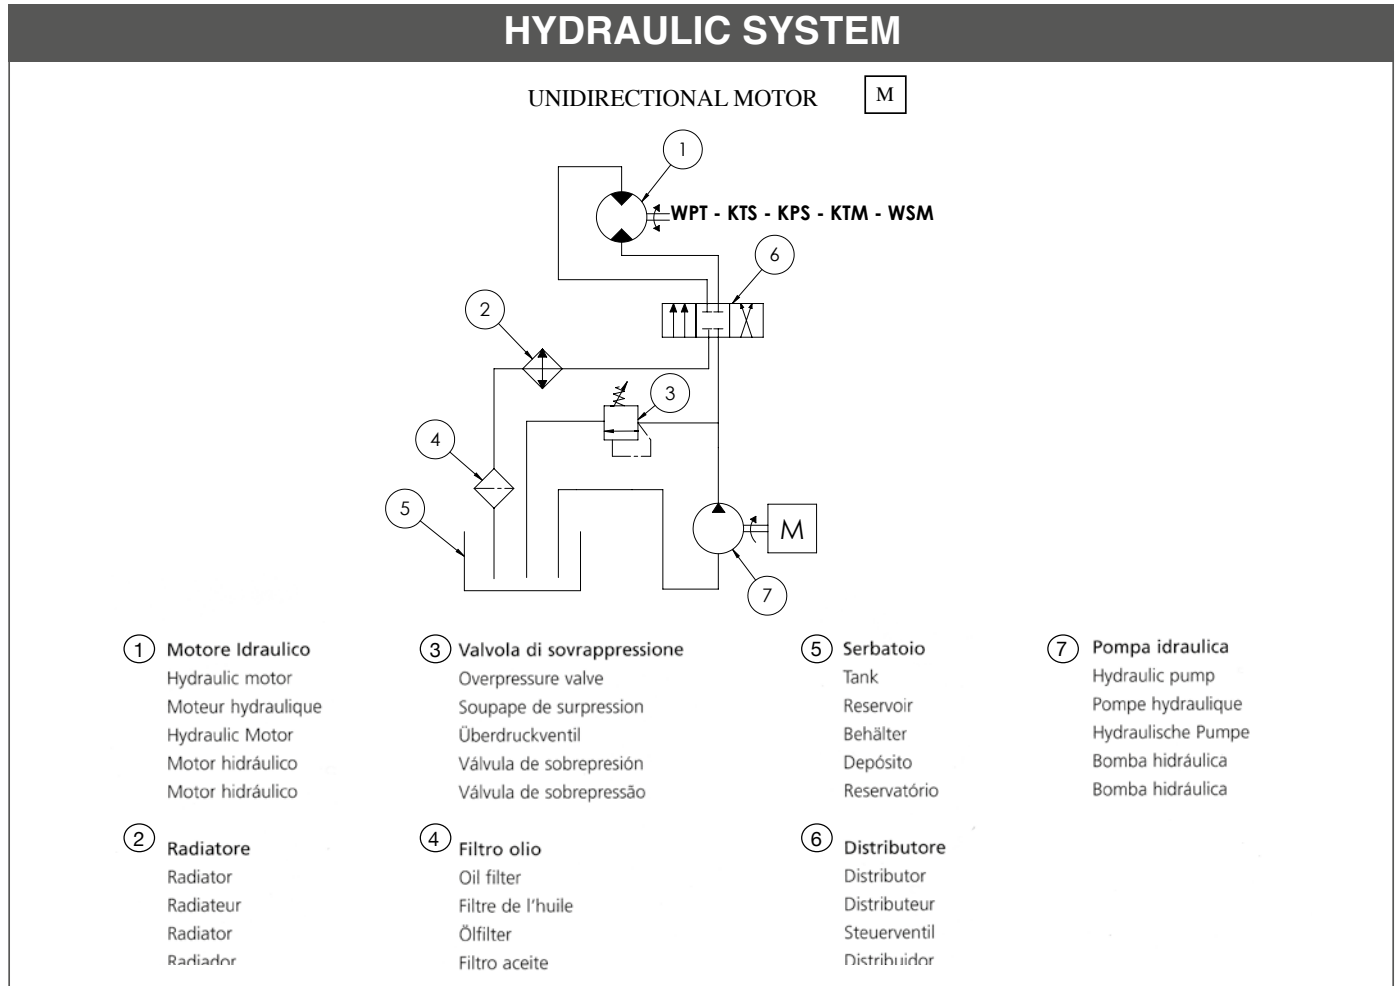 HYDRAULIC SYSTEM
UNIDIRECTIONAL MOTOR M
1
WPT - KTS - KPS - KTM - WSM
6
2
3
4
5
M
7
1 Motore Idraulico
Hydraulic motor
Moteur hydraulique
Hydraulic Motor
Motor hidráulico
Motor hidráulico
3 Valvola di sovrappressione
Overpressure valve
Soupape de surpression
Überdruckventil
Válvula de sobrepresión
Válvula de sobrepressão
5 Serbatoio
Tank
Reservoir
Behälter
Depósito
Reservatório
7 Pompa idraulica
Hydraulic pump
Pompe hydraulique
Hydraulische Pumpe
Bomba hidráulica
Bomba hidráulica
2 Radiatore
Radiator
Radiateur
Radiator
Radiador
4 Filtro olio
Oil filter
Filtre de l'huile
Ölfilter
Filtro aceite
6 Distributore
Distributor
Distributeur
Steuerventil
Distribuidor